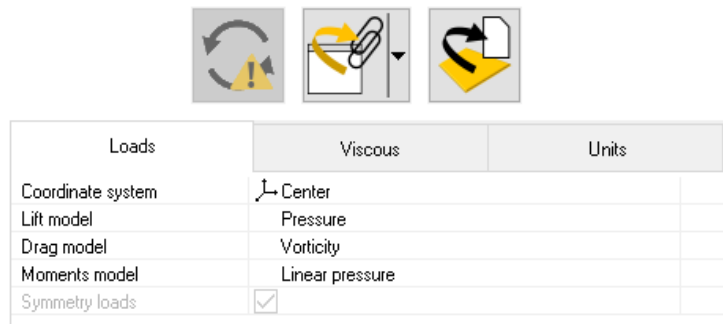 Loads Viscous Units
Coordinate system Center
Lift model Pressure
Drag model Vorticity
Moments model Linear pressure
Symmetry loads